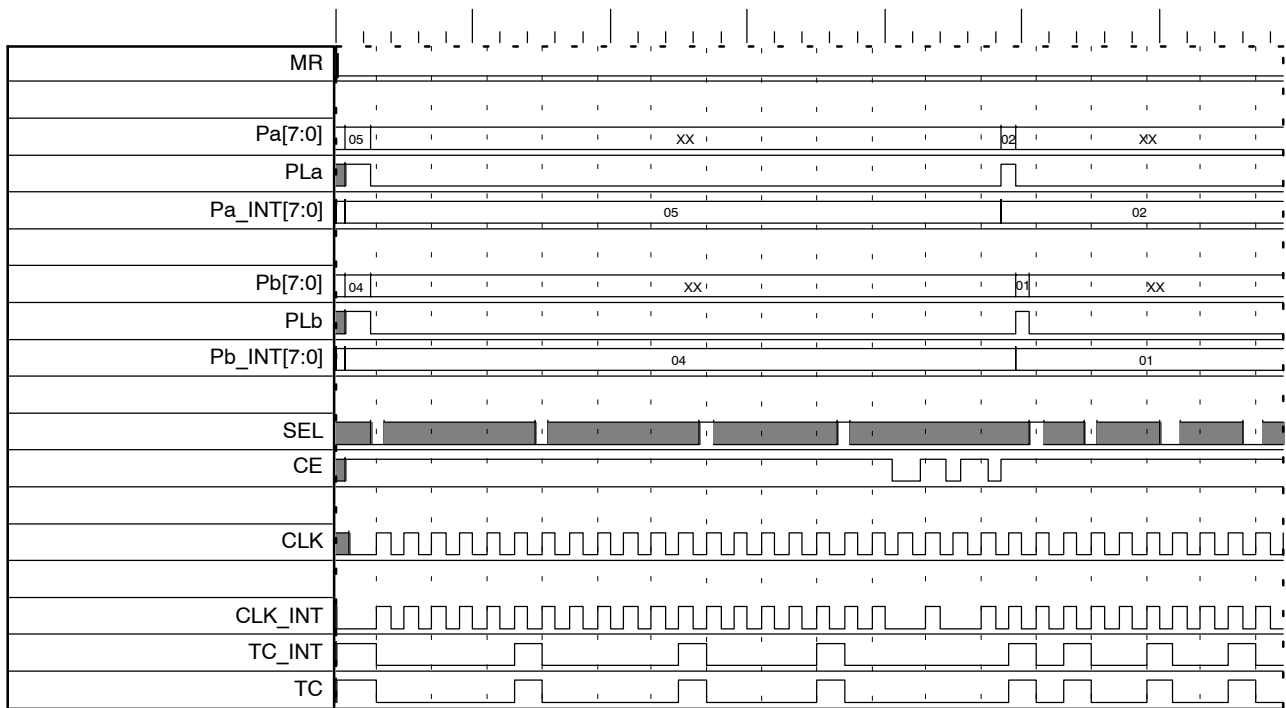 MR
Pa[7:0] 05 XX 02 XX
PLa
Pa_INT[7:0] 05 02
Pb[7:0] 04 XX 01 XX
PLb
Pb_INT[7:0] 04 01
SEL
CE
CLK
CLK_INT
TC_INT
TC